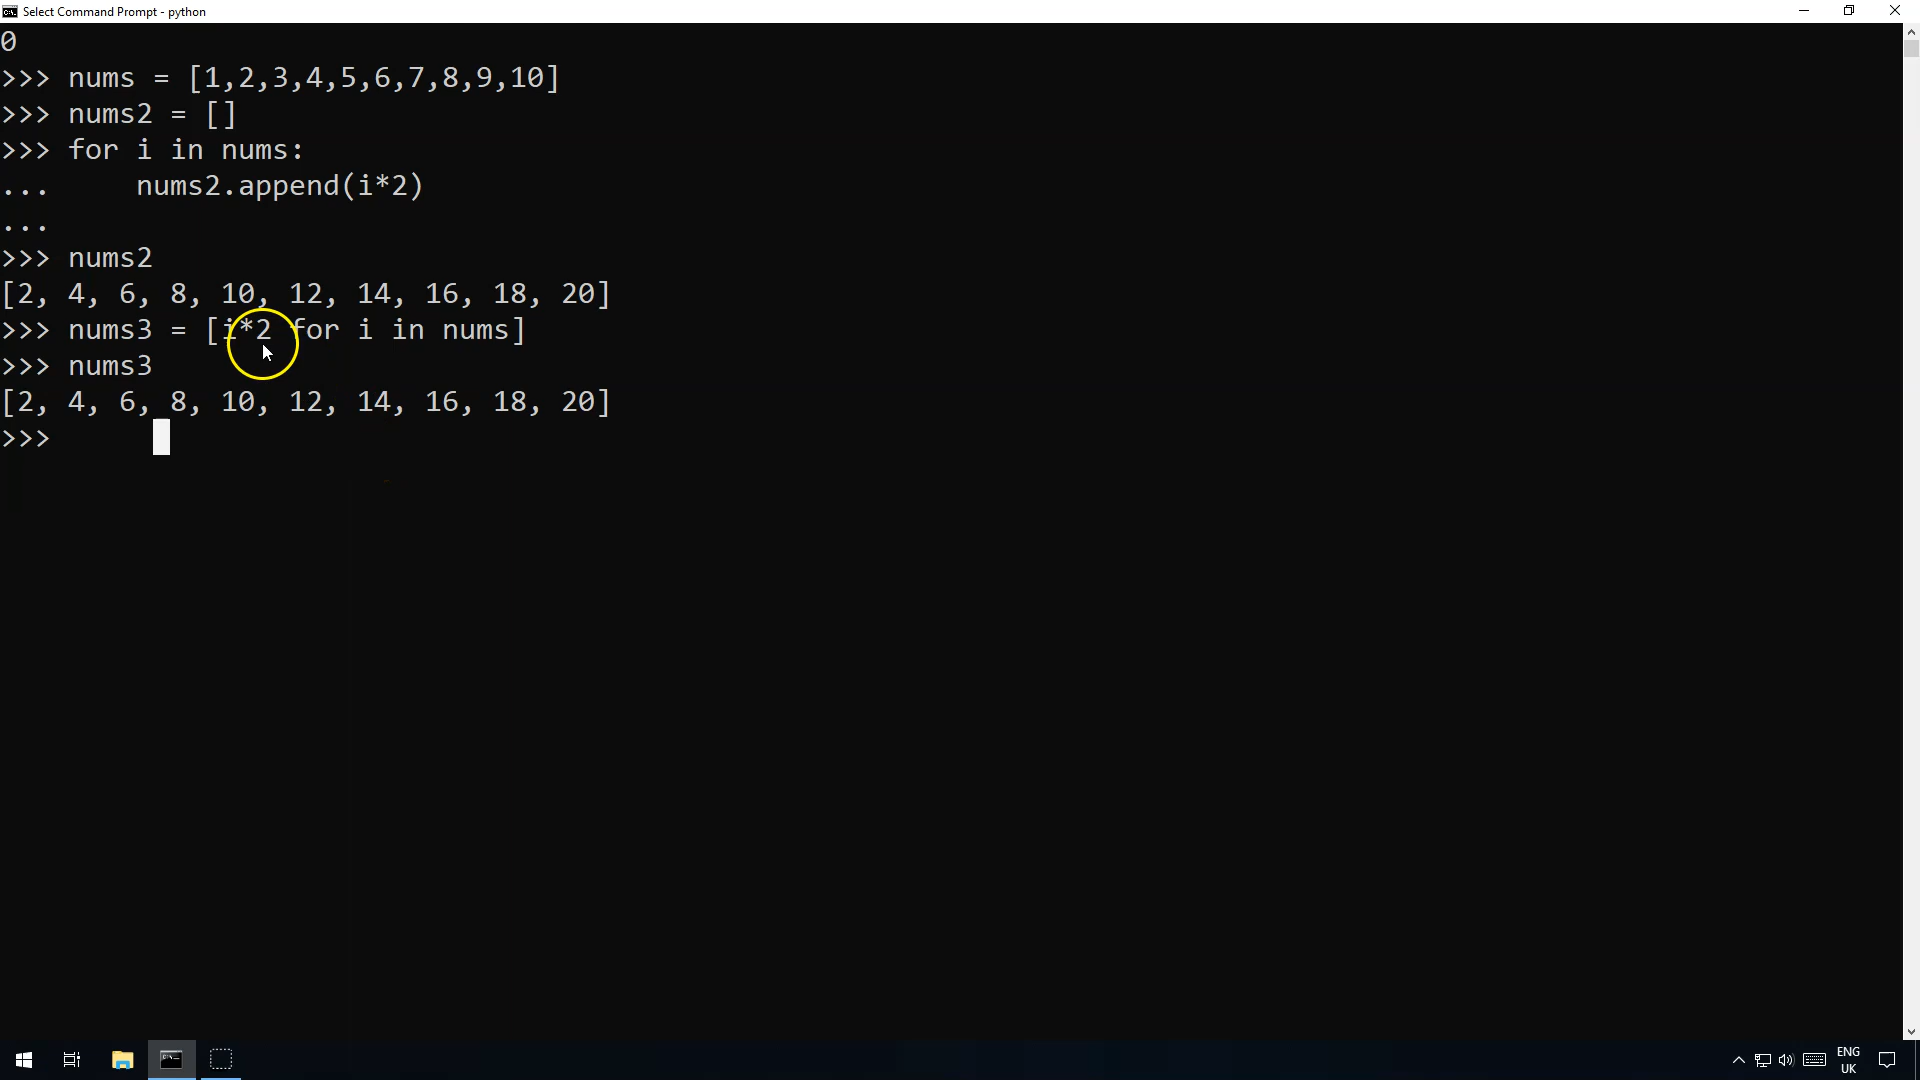 Select Command Prompt - python
0
>>> nums = [1,2,3,4,5,6,7,8,9,10]
>>> nums2 = []
>>> for i in nums:
...     nums2.append(i*2)
...
>>> nums2
[2, 4, 6, 8, 10, 12, 14, 16, 18, 20]
>>> nums3 = [i*2 for i in nums]
>>> nums3
[2, 4, 6, 8, 10, 12, 14, 16, 18, 20]
>>>
ENG
UK